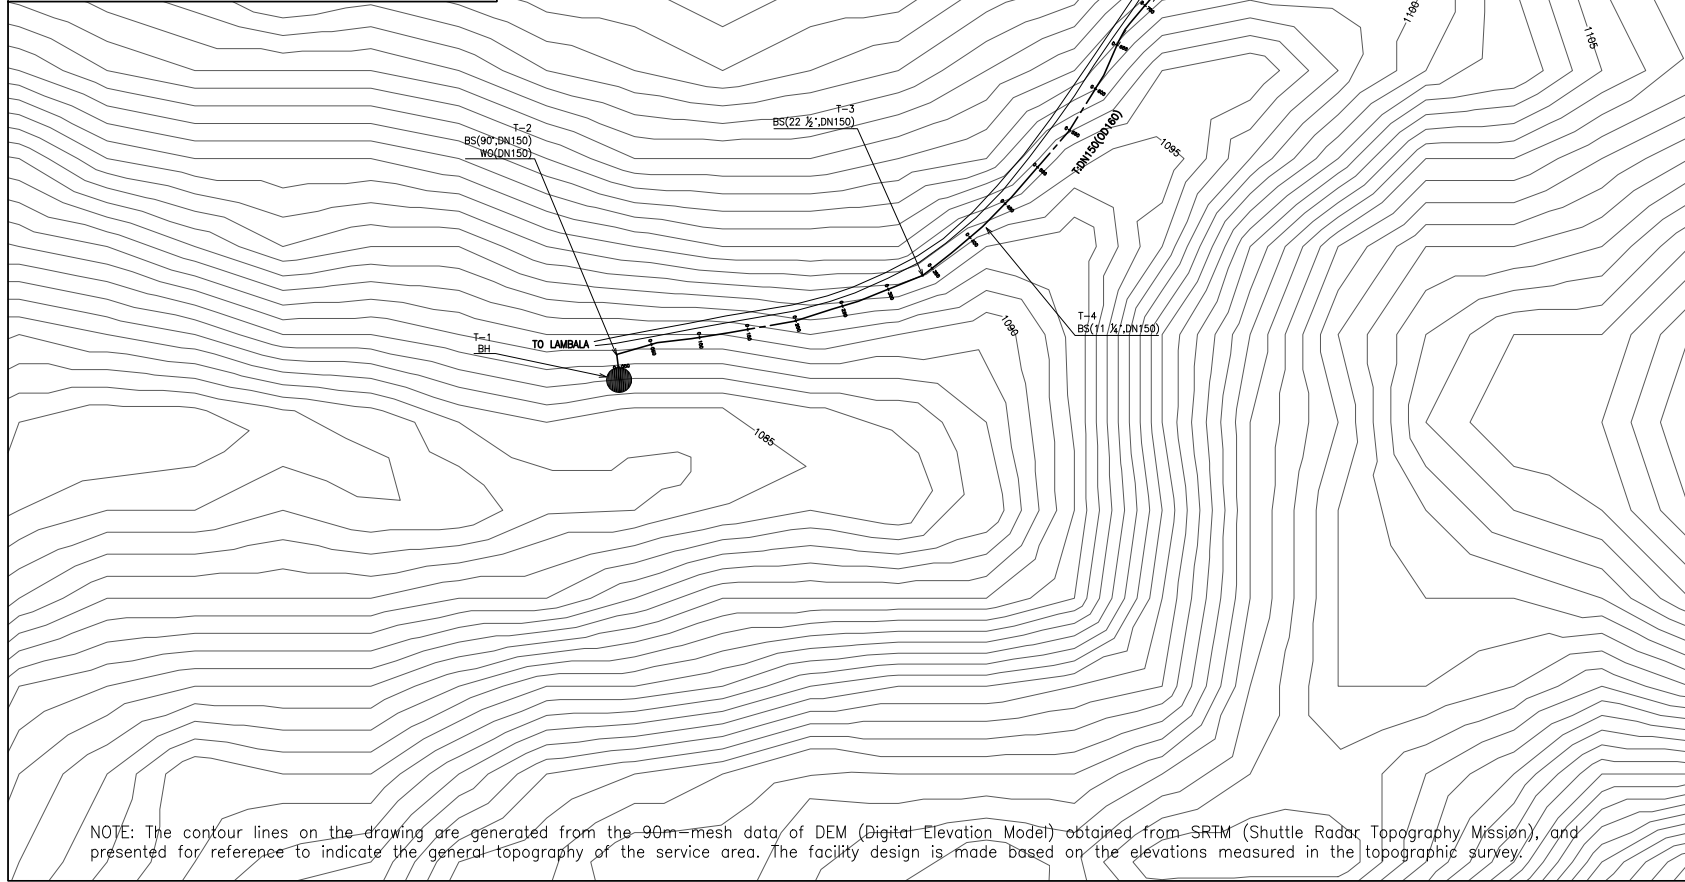 1100
1105
T-3
BS(22 ½°,DN150)
T-2
BS(90°,DN150)
WO(DN150)
T:DN150(OD160)
1095
T-4
BS(11 ¼°,DN150)
1090
T-1
BH
TO LAMBALA
1085
NOTE: The contour lines on the drawing are generated from the 90m-mesh data of DEM (Digital Elevation Model) obtained from SRTM (Shuttle Radar Topography Mission), and
presented for reference to indicate the general topography of the service area. The facility design is made based on the elevations measured in the topographic survey.